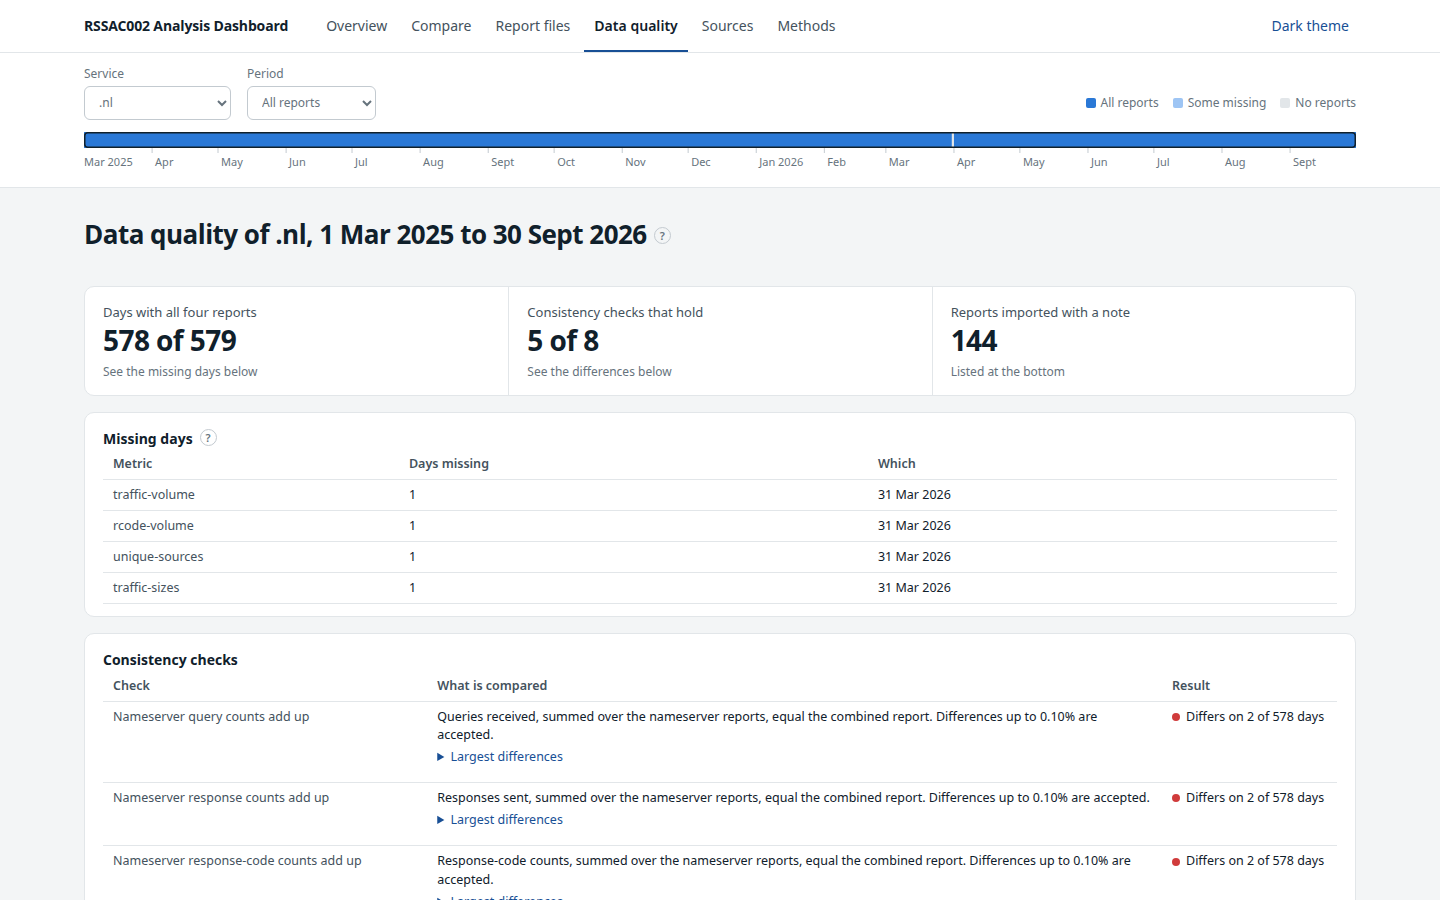 RSSAC002 Analysis Dashboard Overview Compare Report files Data quality Sources Methods Dark theme
Service Period
.nl All reports All reports Some missing No reports
Mar 2025 Apr May Jun Jul Aug Sept Oct Nov Dec Jan 2026 Feb Mar Apr May Jun Jul Aug Sept
Data quality of .nl, 1 Mar 2025 to 30 Sept 2026 ?
Days with all four reports
578 of 579
See the missing days below
Consistency checks that hold
5 of 8
See the differences below
Reports imported with a note
144
Listed at the bottom
Missing days ?
Metric Days missing Which
traffic-volume 1 31 Mar 2026
rcode-volume 1 31 Mar 2026
unique-sources 1 31 Mar 2026
traffic-sizes 1 31 Mar 2026
Consistency checks
Check What is compared Result
Nameserver query counts add up Queries received, summed over the nameserver reports, equal the combined report. Differences up to 0.10% are Differs on 2 of 578 days
accepted.
Largest differences
Nameserver response counts add up Responses sent, summed over the nameserver reports, equal the combined report. Differences up to 0.10% are accepted. Differs on 2 of 578 days
Largest differences
Nameserver response-code counts add up Response-code counts, summed over the nameserver reports, equal the combined report. Differences up to 0.10% are Differs on 2 of 578 days
accepted.
Largest differences